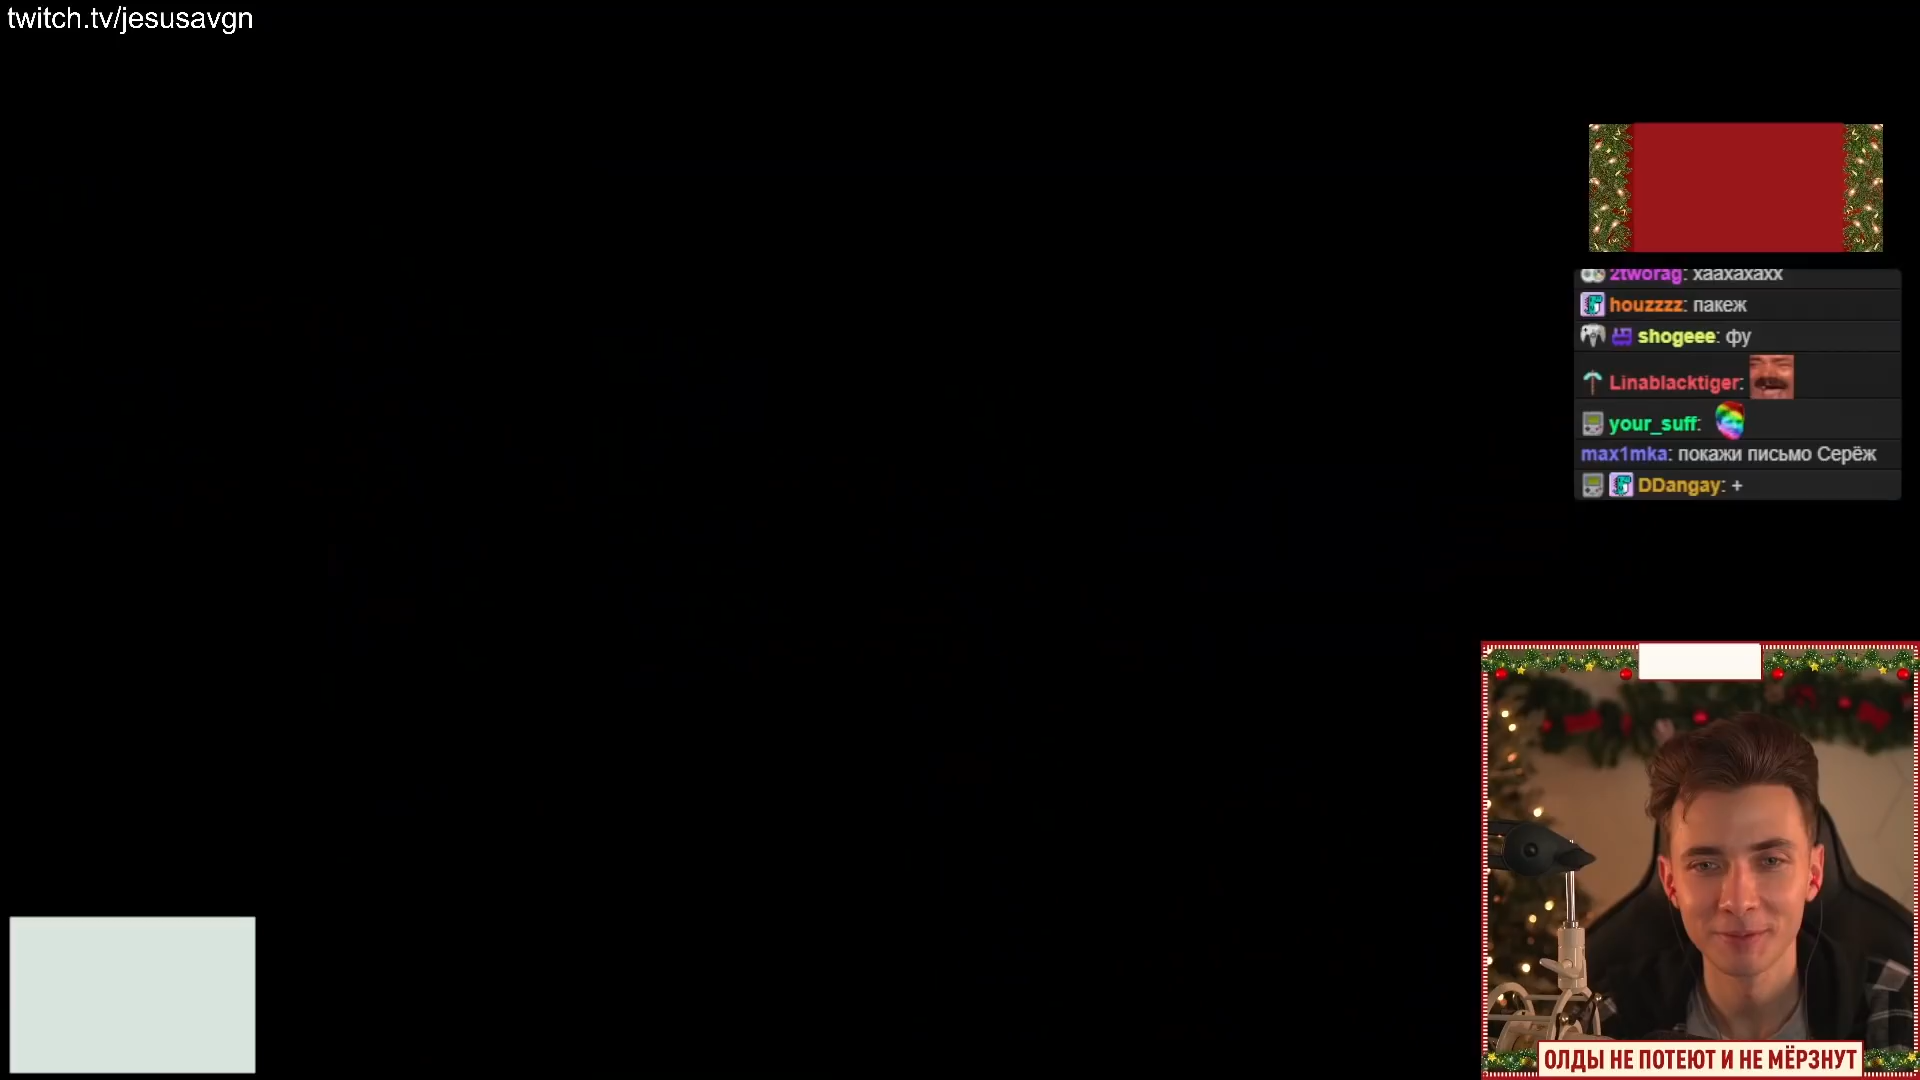 twitch.tv/jesusavgn
2tworag: хаахахахх
houzzzz: пакеж
shogeee: фу
Linablacktiger:
your_suff:
max1mka: покажи письмо Серёж
DDangay: +
ОЛДЫ НЕ ПОТЕЮТ И НЕ МЁРЗНУТ